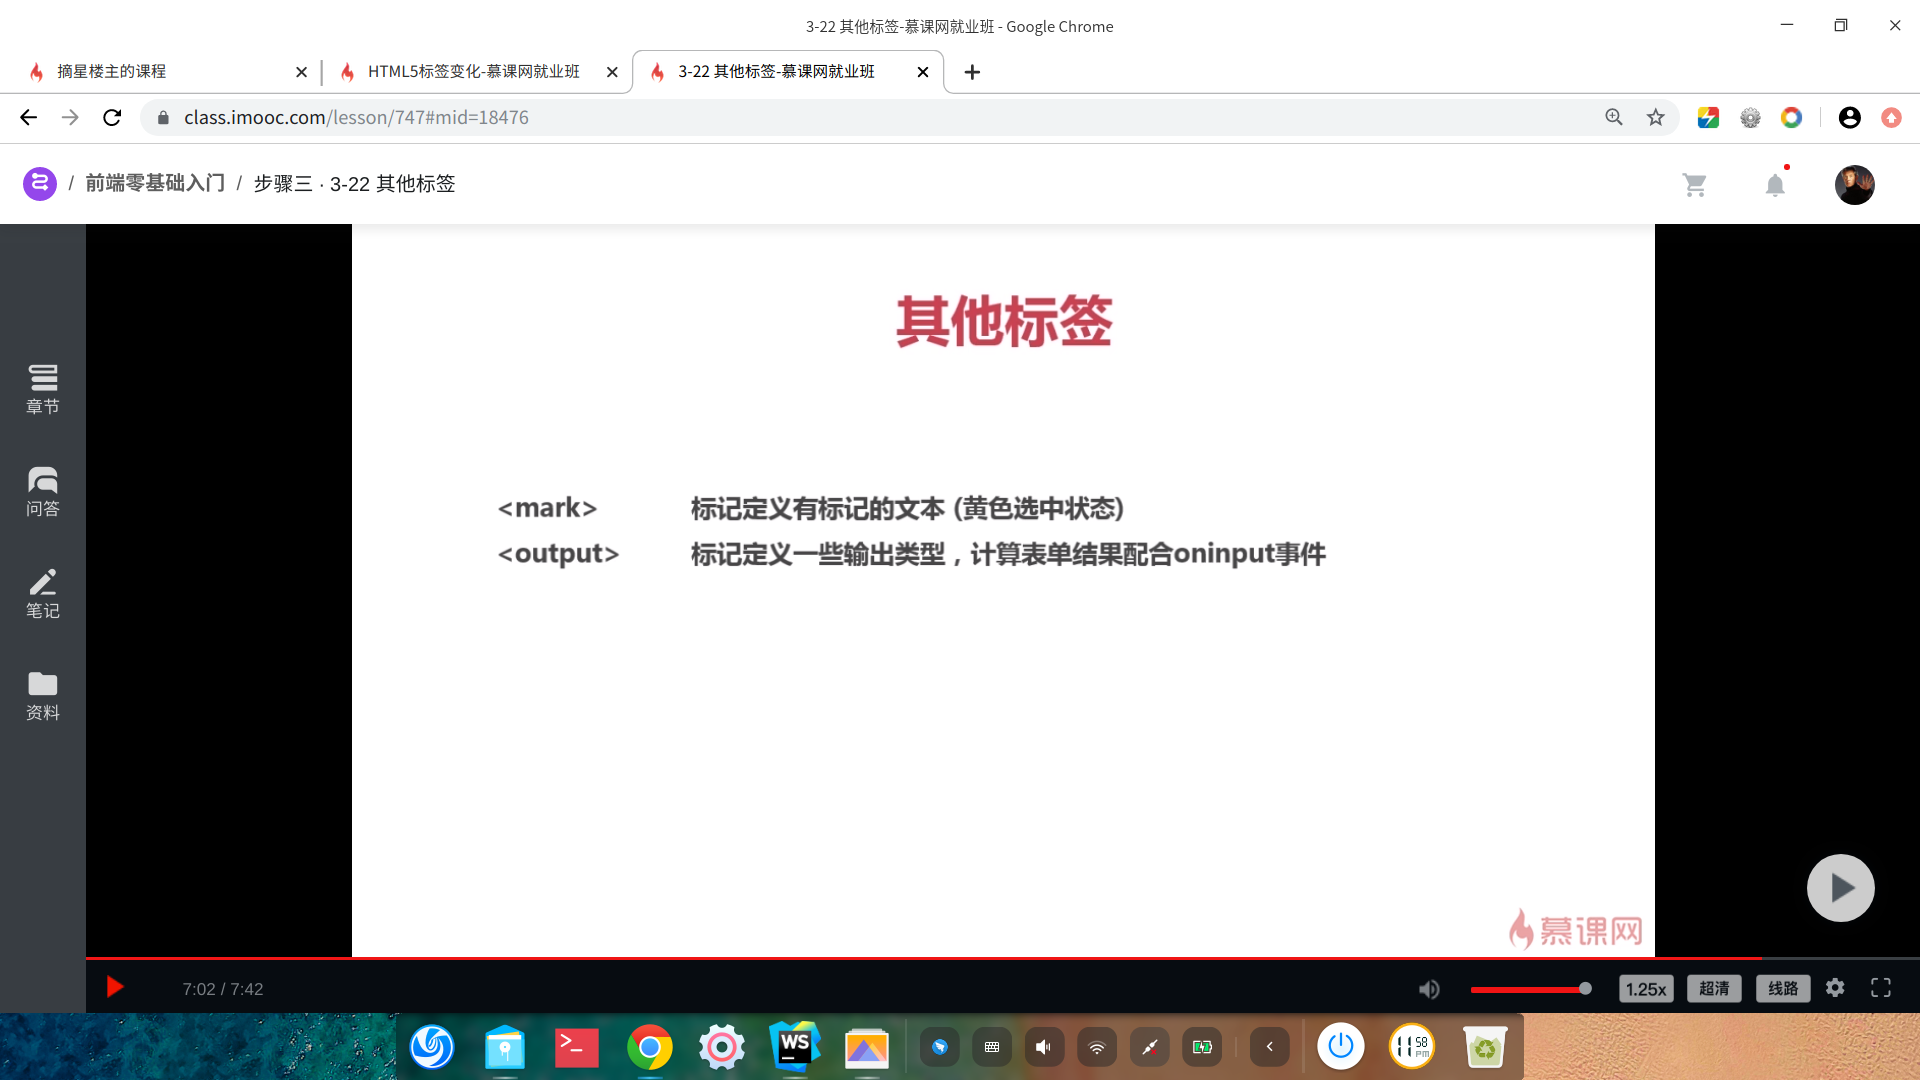 3-22 其他标签-慕课网就业班 - Google Chrome
摘星楼主的课程
HTML5标签变化-慕课网就业班
3-22 其他标签-慕课网就业班
class.imooc.com/lesson/747#mid=18476
/ 前端零基础入门 / 步骤三 · 3-22 其他标签
其他标签
章节
问答
<mark> 标记定义有标记的文本 (黄色选中状态)
<output> 标记定义一些输出类型，计算表单结果配合oninput事件
笔记
资料
慕课网
7:02 / 7:42
1.25x
超清
线路
WS
11 58
PM